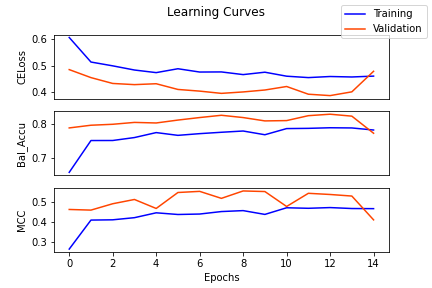 Learning Curves
Training
Validation
CELoss
0.6
0.5
0.4
Bal_Accu
0.8
0.7
MCC
0.5
0.4
0.3
0 2 4 6 8 10 12 14
Epochs